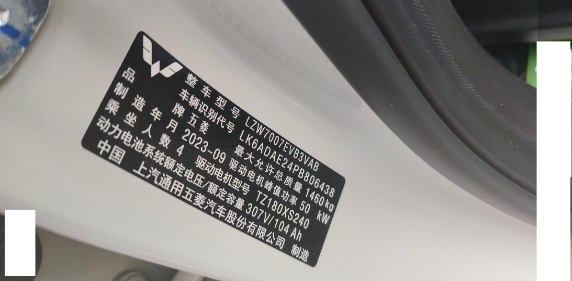 整车型号 LZW7007EVB3VAB
车辆识别代号 LK6ADAE24PB806438
品牌 五菱 最大允许总质量 1460 kg
制造年月 2023-09 驱动电机峰值功率 50 kW
乘坐人数 4 驱动电机型号 TZ180XS240
动力电池系统额定电压/额定容量 307V/104Ah
中国 上汽通用五菱汽车股份有限公司 制造